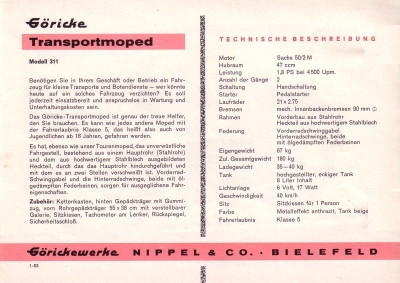 Göricke
Transportmoped
Modell 311
Benötigen Sie in Ihrem Geschäft oder Betrieb ein Fahr-
zeug für kleine Transporte und Botendienste – wer könnte
heute auf ein solches Fahrzeug verzichten? Es soll
jederzeit einsatzbereit und anspruchslos in Wartung und
Unterhaltungskosten sein.
Das Göricke-Transportmoped ist genau der treue Helfer,
den Sie brauchen. Es kann wie jedes andere Moped mit
der Fahrerlaubnis Klasse 5, das heißt also auch von
Jugendlichen ab 16 Jahren, gefahren werden.
Es ist, ebenso wie unser Tourenmoped, das unverwüstliche
Fahrgestell, bestehend aus einem Hauptrohr (Stahlrohr)
und dem aus hochwertigem Stahlblech ausgebildeten
Heckteil, durch das das Hauptrohr hindurchgeführt und
mit dem es an zwei Stellen verschweißt ist. Vorderrad-
Schwinggabel und die Hinterradschwinge, beide mit öl-
gedämpften Federbeinen, sorgen für ausgeglichene Fahr-
eigenschaften.
Zubehör: Kettenkasten, hinten Gepäckträger mit Gummi-
zug, vorn Rohrgepäckträger 55 x 38 cm mit verstellbarer
Galerie, Sitzkissen, Tachometer am Lenker, Rückspiegel,
Sicherheitsschloß.
TECHNISCHE BESCHREIBUNG
Motor Sachs 50/2 M
Hubraum 47 ccm
Leistung 1,8 PS bei 4500 Upm.
Anzahl der Gänge 2
Schaltung Handschaltung
Starter Pedalstarter
Laufräder 21 x 2.75
Bremsen mech. Innenbackenbremsen 90 mm
Rahmen Vorderbau aus Stahlrohr
Heckteil aus hochwertigem Stahlblech
Federung Vorderradschwinggabel
Hinterradschwinge, beide
mit ölgedämpften Federbeinen
Eigengewicht 67 kg
Zul. Gesamtgewicht 180 kg
Ladegewicht 35–40 kg
Tank hochgestellter, eckiger Tank
6 Liter Inhalt
Lichtanlage 6 Volt, 17 Watt
Geschwindigkeit 40 km/h
Sitz Sitzkissen für 1 Person
Farbe Metalleffekt anthrazit, Tank beige
Fahrerlaubnis Klasse 5
Görickewerke NIPPEL & CO. · BIELEFELD